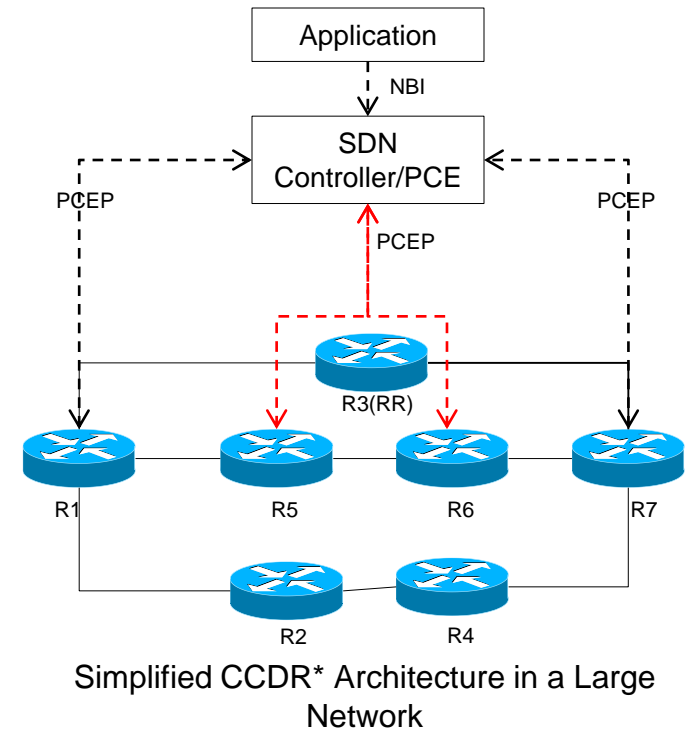 Application
NBI
SDN
Controller/PCE
PCEP
PCEP
PCEP
R3(RR)
R1
R5
R6
R7
R2
R4
Simplified CCDR* Architecture in a Large
Network